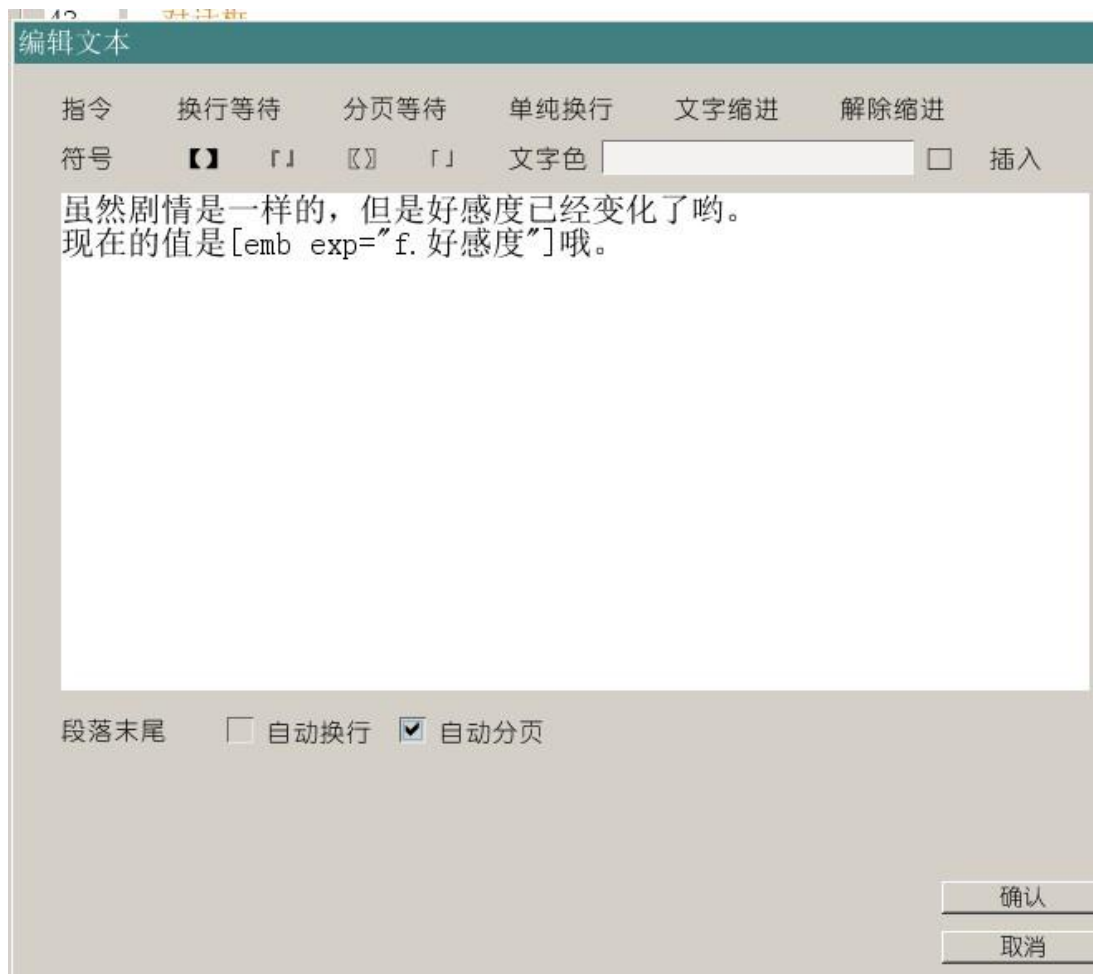 编辑文本
指令 换行等待 分页等待 单纯换行 文字缩进 解除缩进
符号 【】 『』 〖〗 「」 文字色 插入
虽然剧情是一样的，但是好感度已经变化了哟。
现在的值是[emb exp="f.好感度"]哦。
段落末尾 自动换行 自动分页
确认
取消